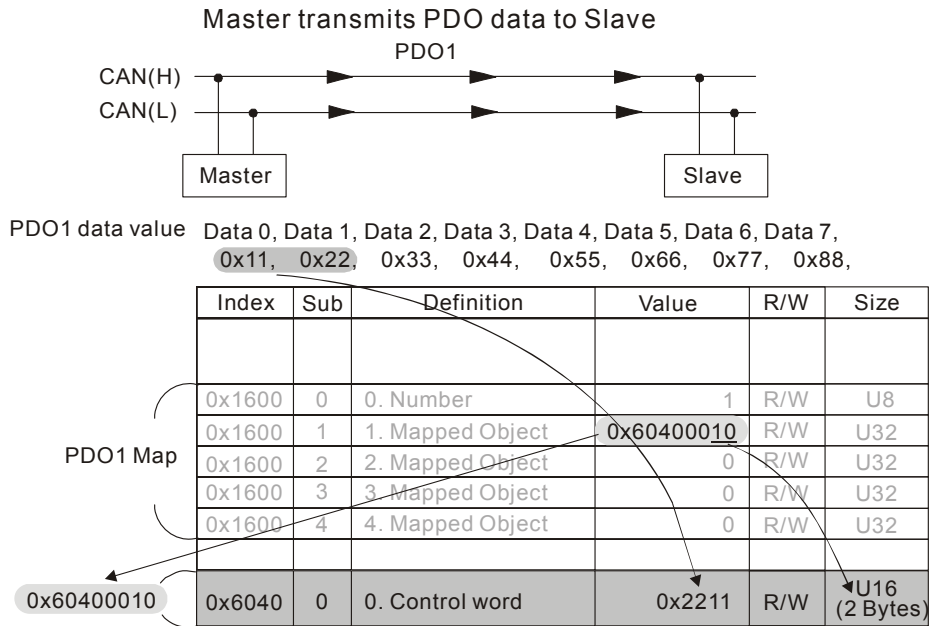 Master transmits PDO data to Slave
PDO1
CAN(H)
CAN(L)
Master Slave
PDO1 data value Data 0, Data 1, Data 2, Data 3, Data 4, Data 5, Data 6, Data 7,
0x11, 0x22, 0x33, 0x44, 0x55, 0x66, 0x77, 0x88,
Index Sub Definition Value R/W Size
0x1600 0 0. Number 1 R/W U8
0x1600 1 1. Mapped Object 0x60400010 R/W U32
PDO1 Map
0x1600 2 2. Mapped Object 0 R/W U32
0x1600 3 3. Mapped Object 0 R/W U32
0x1600 4 4. Mapped Object 0 R/W U32
0x60400010 0x6040 0 0. Control word 0x2211 R/W U16
(2 Bytes)